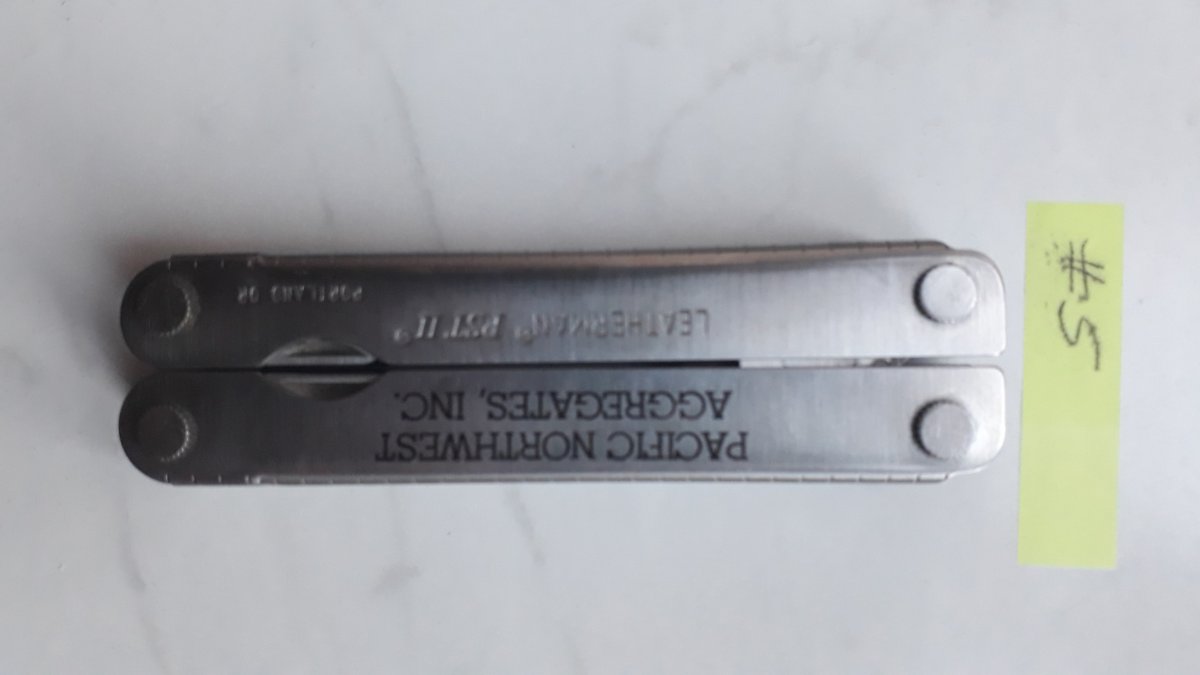 PACIFIC NORTHWEST
AGGREGATES, INC.
LEATHERMAN® PST II®
PORTLAND OR
#5